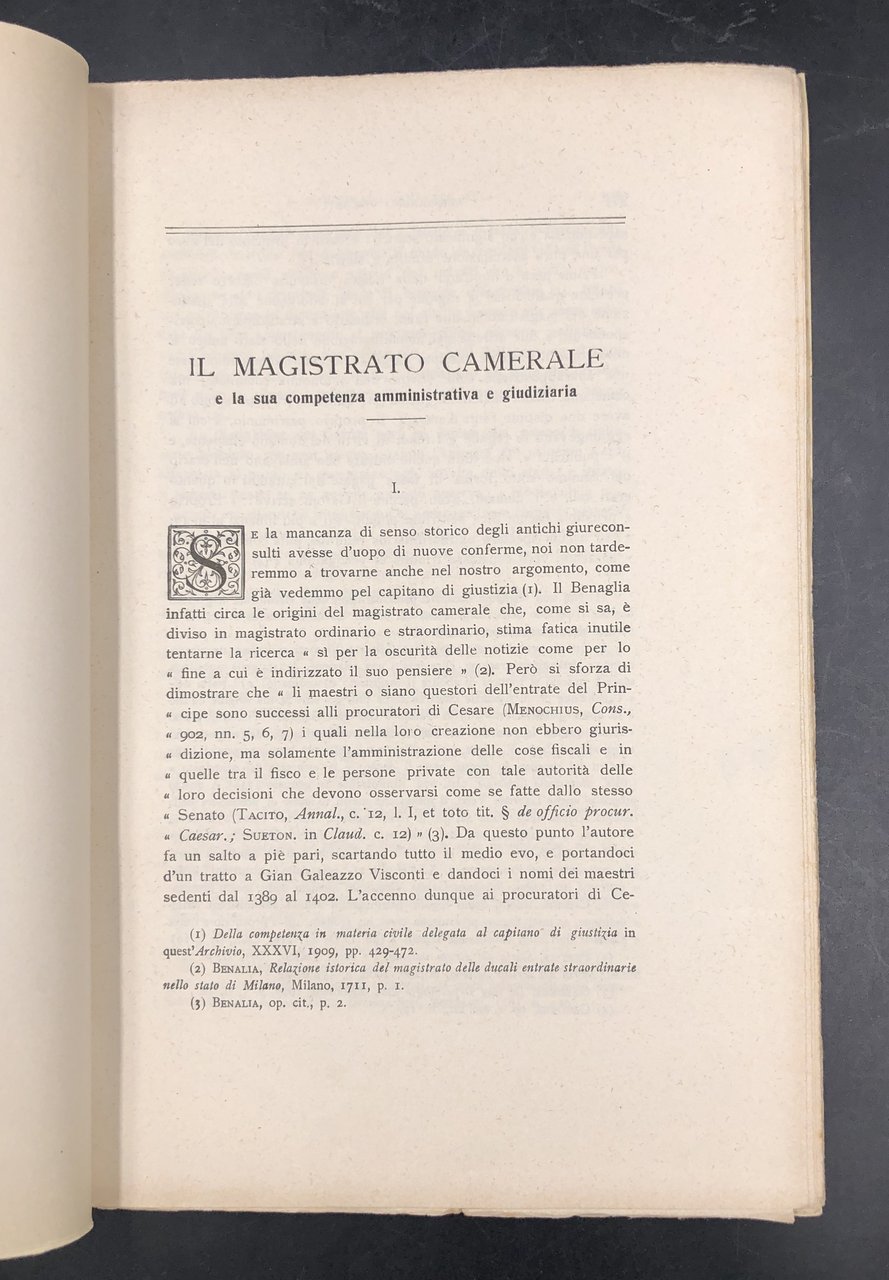 IL MAGISTRATO CAMERALE
e la sua competenza amministrativa e giudiziaria
I.
SE la mancanza di senso storico degli antichi giurecon-
sulti avesse d'uopo di nuove conferme, noi non tarde-
remmo a trovarne anche nel nostro argomento, come
già vedemmo pel capitano di giustizia (1). Il Benaglia
infatti circa le origini del magistrato camerale che, come si sa, è
diviso in magistrato ordinario e straordinario, stima fatica inutile
tentarne la ricerca « sì per la oscurità delle notizie come per lo
« fine a cui è indirizzato il suo pensiere » (2). Però si sforza di
dimostrare che « li maestri o siano questori dell'entrate del Prin-
« cipe sono successi alli procuratori di Cesare (MENOCHIUS, Cons.,
« 902, nn. 5, 6, 7) i quali nella loro creazione non ebbero giuris-
« dizione, ma solamente l'amministrazione delle cose fiscali e in
« quelle tra il fisco e le persone private con tale autorità delle
« loro decisioni che devono osservarsi come se fatte dallo stesso
« Senato (TACITO, Annal., c. 12, l. I, et toto tit. § de officio procur.
« Caesar.; SUETON. in Claud. c. 12) » (3). Da questo punto l'autore
fa un salto a piè pari, scartando tutto il medio evo, e portandoci
d'un tratto a Gian Galeazzo Visconti e dandoci i nomi dei maestri
sedenti dal 1389 al 1402. L'accenno dunque ai procuratori di Ce-
(1) Della competenza in materia civile delegata al capitano di giustizia in
quest'Archivio, XXXVI, 1909, pp. 429-472.
(2) BENALIA, Relazione istorica del magistrato delle ducali entrate straordinarie
nello stato di Milano, Milano, 1711, p. 1.
(3) BENALIA, op. cit., p. 2.